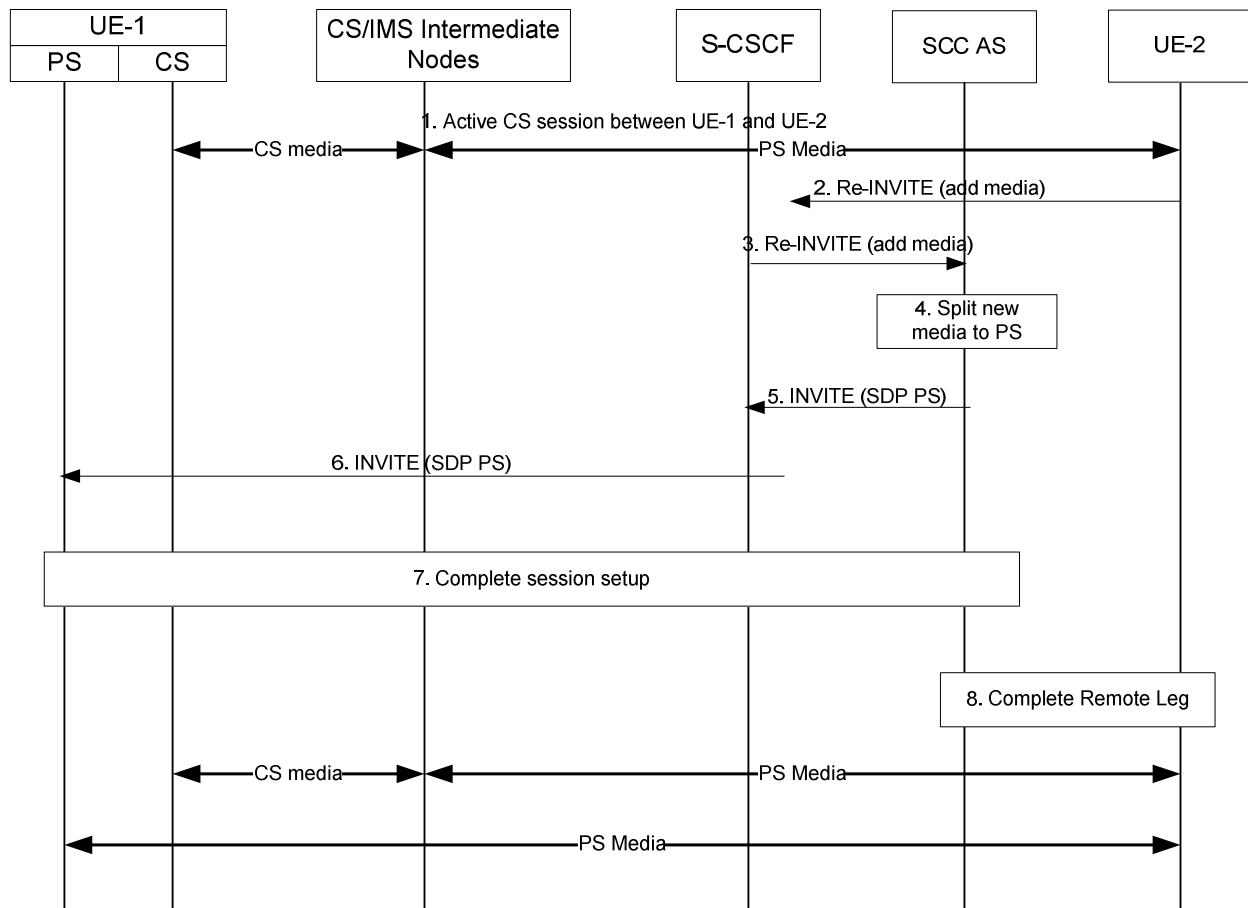 UE-1
PS
CS
CS/IMS Intermediate
Nodes
S-CSCF
SCC AS
UE-2
1. Active CS session between UE-1 and UE-2
CS media
PS Media
2. Re-INVITE (add media)
3. Re-INVITE (add media)
4. Split new
media to PS
5. INVITE (SDP PS)
6. INVITE (SDP PS)
7. Complete session setup
8. Complete Remote Leg
CS media
PS Media
PS Media